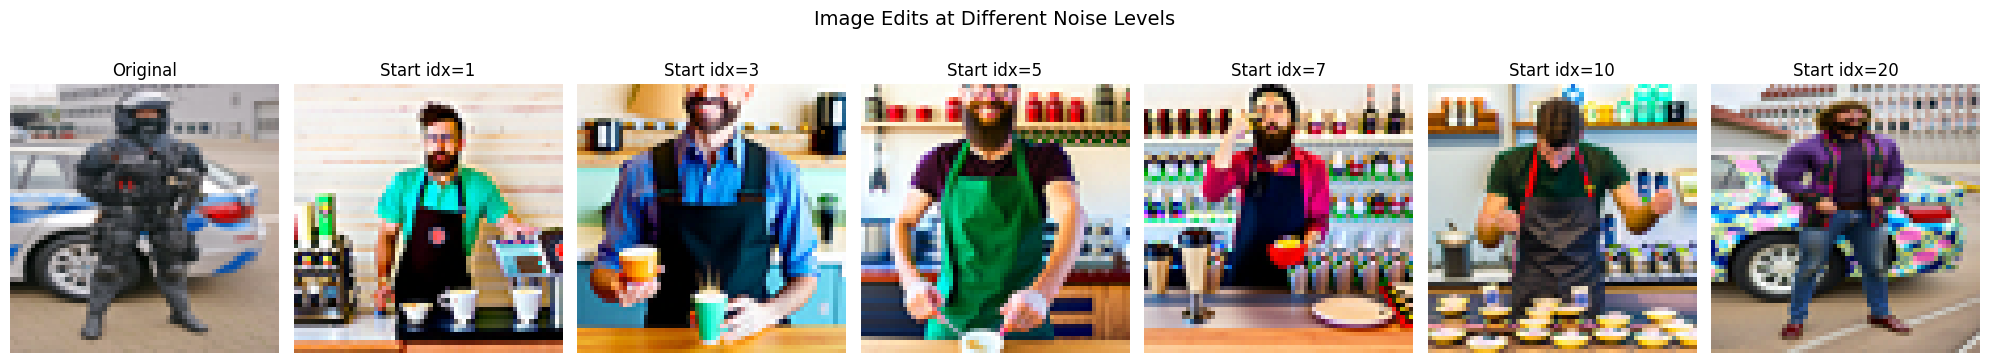 Image Edits at Different Noise Levels
Original
Start idx=1
Start idx=3
Start idx=5
Start idx=7
Start idx=10
Start idx=20